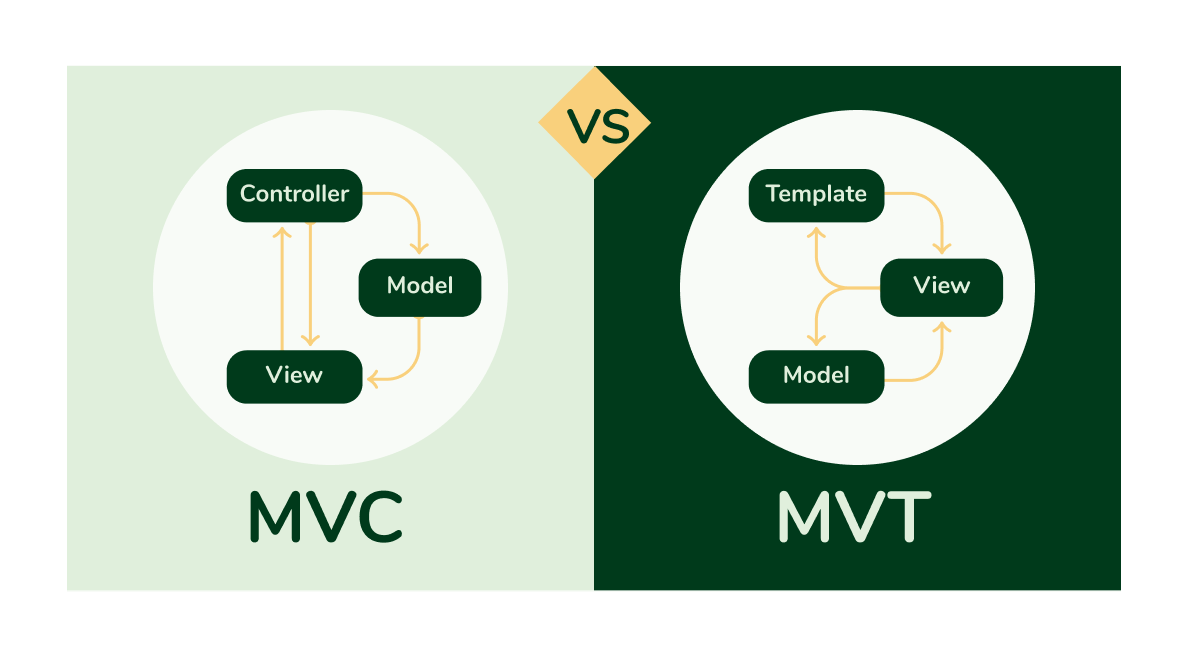 VS
Controller
Model
View
MVC
Template
View
Model
MVT